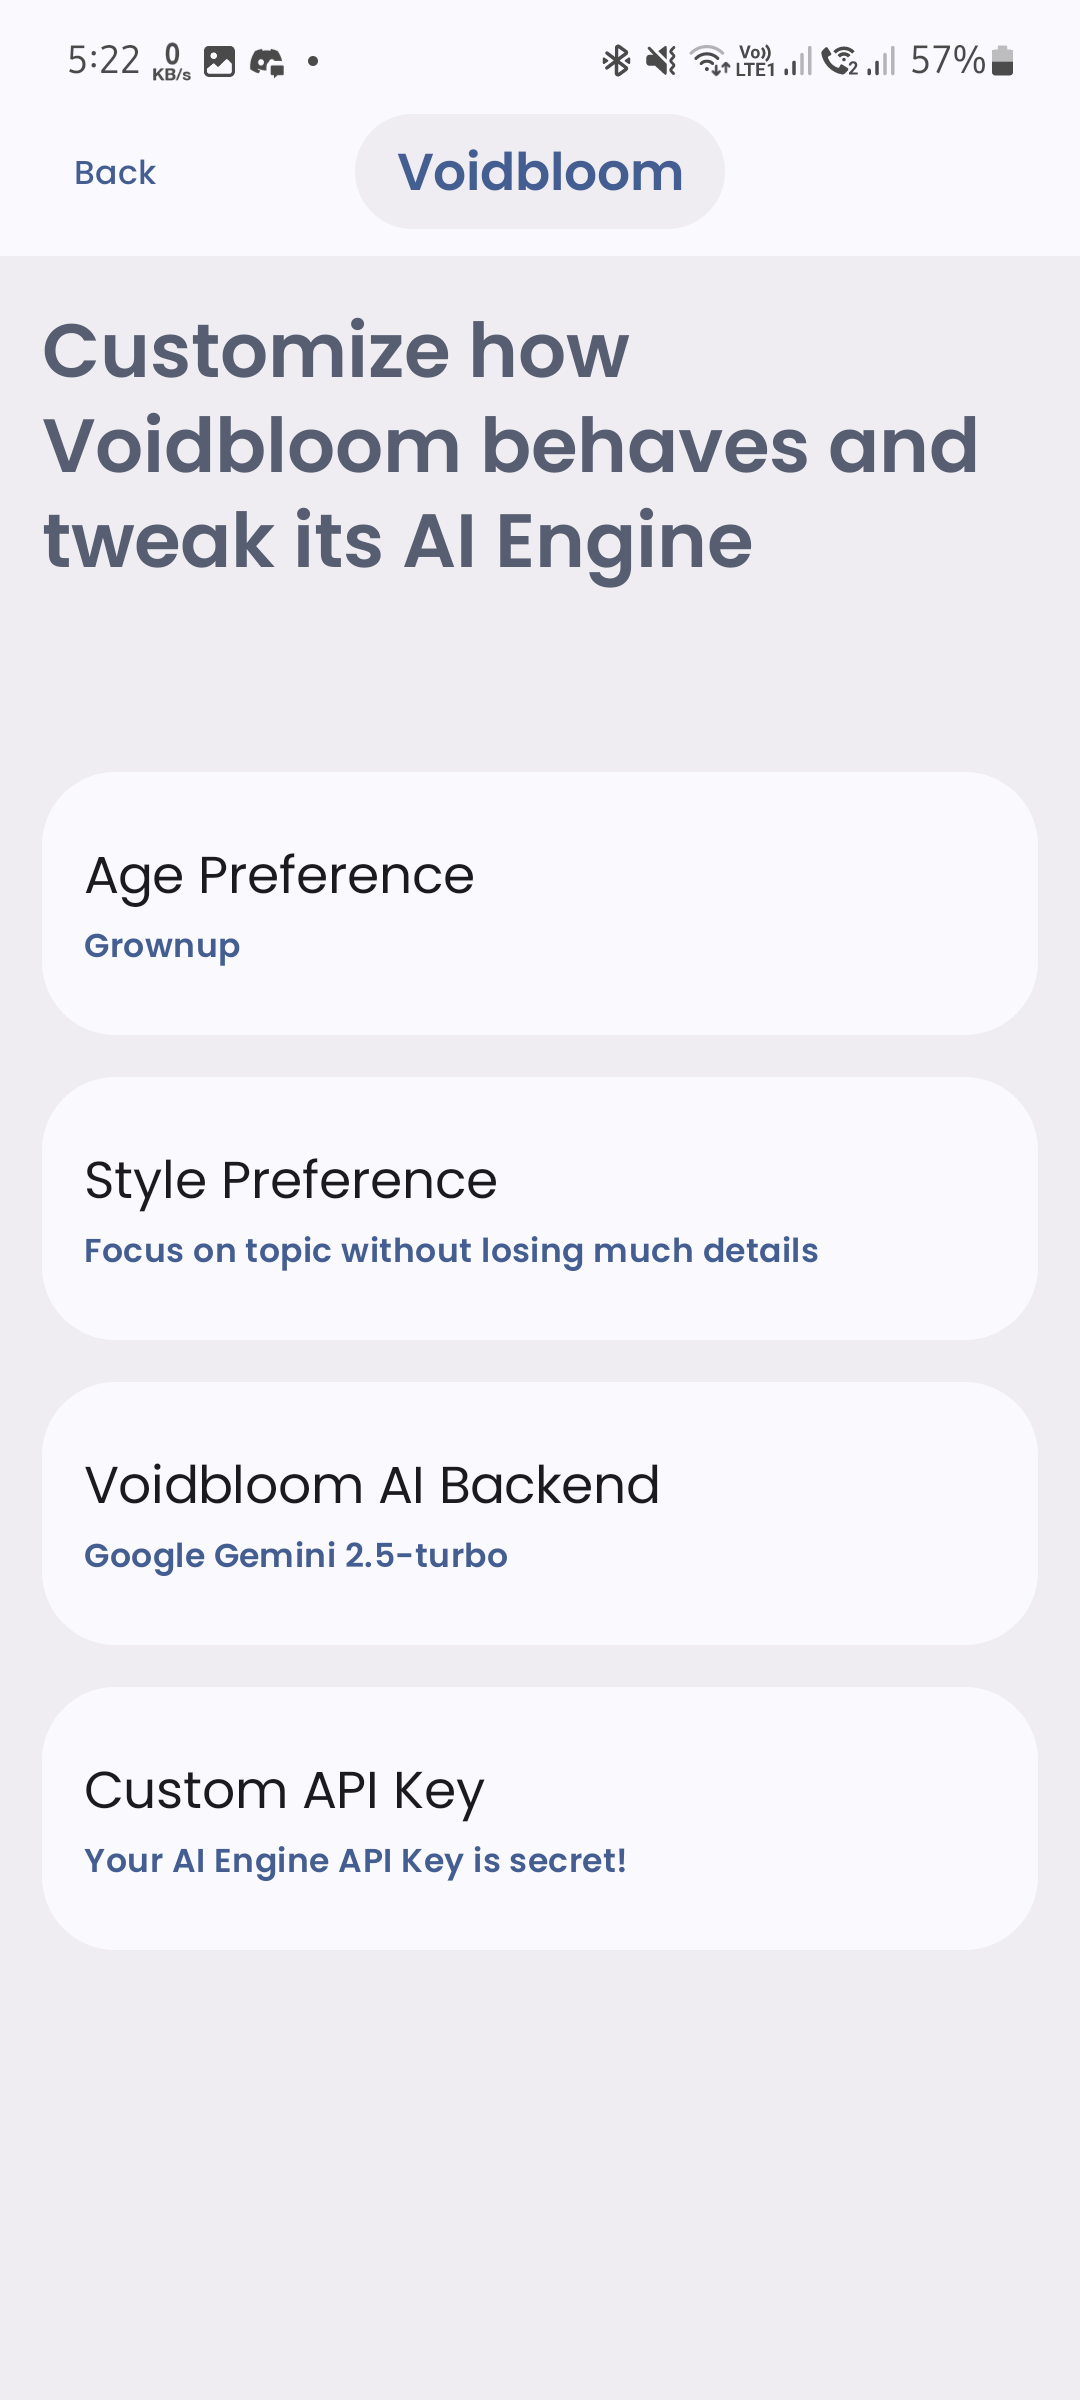 5:22 0 KB/s Vo)) LTE1 2 57%
Back Voidbloom
Customize how
Voidbloom behaves and
tweak its AI Engine
Age Preference
Grownup
Style Preference
Focus on topic without losing much details
Voidbloom AI Backend
Google Gemini 2.5-turbo
Custom API Key
Your AI Engine API Key is secret!